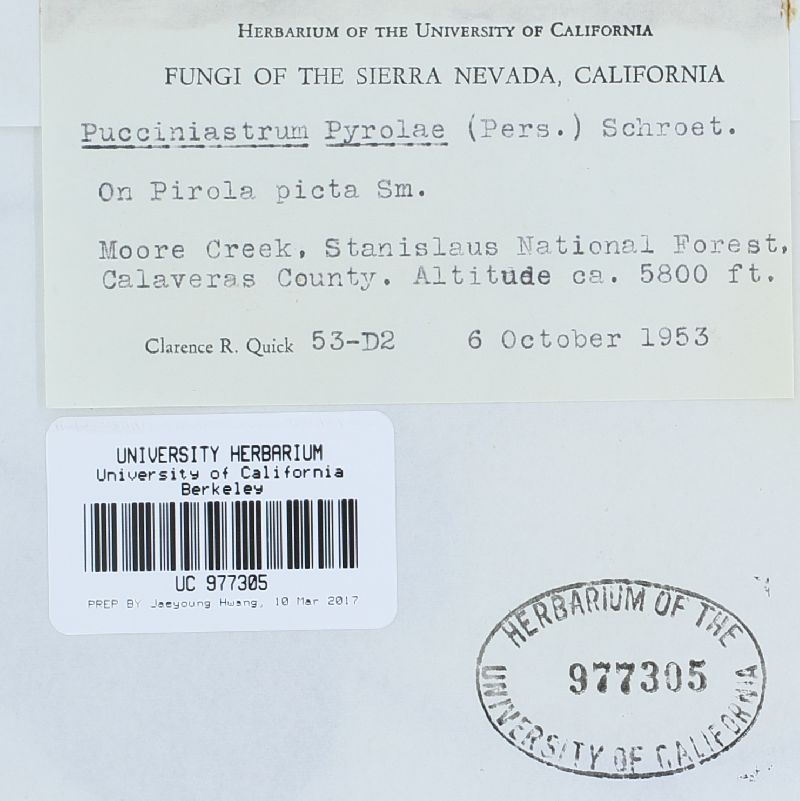 HERBARIUM OF THE UNIVERSITY OF CALIFORNIA
FUNGI OF THE SIERRA NEVADA, CALIFORNIA
Pucciniastrum Pyrolae (Pers.) Schroet.
On Pirola picta Sm.
Moore Creek, Stanislaus National Forest,
Calaveras County. Altitude ca. 5800 ft.
Clarence R. Quick 53-D2 6 October 1953
UNIVERSITY HERBARIUM
University of California
Berkeley
UC 977305
PREP BY Jaeyoung Hwang, 10 Mar 2017
HERBARIUM OF THE
977305
UNIVERSITY OF CALIFORNIA